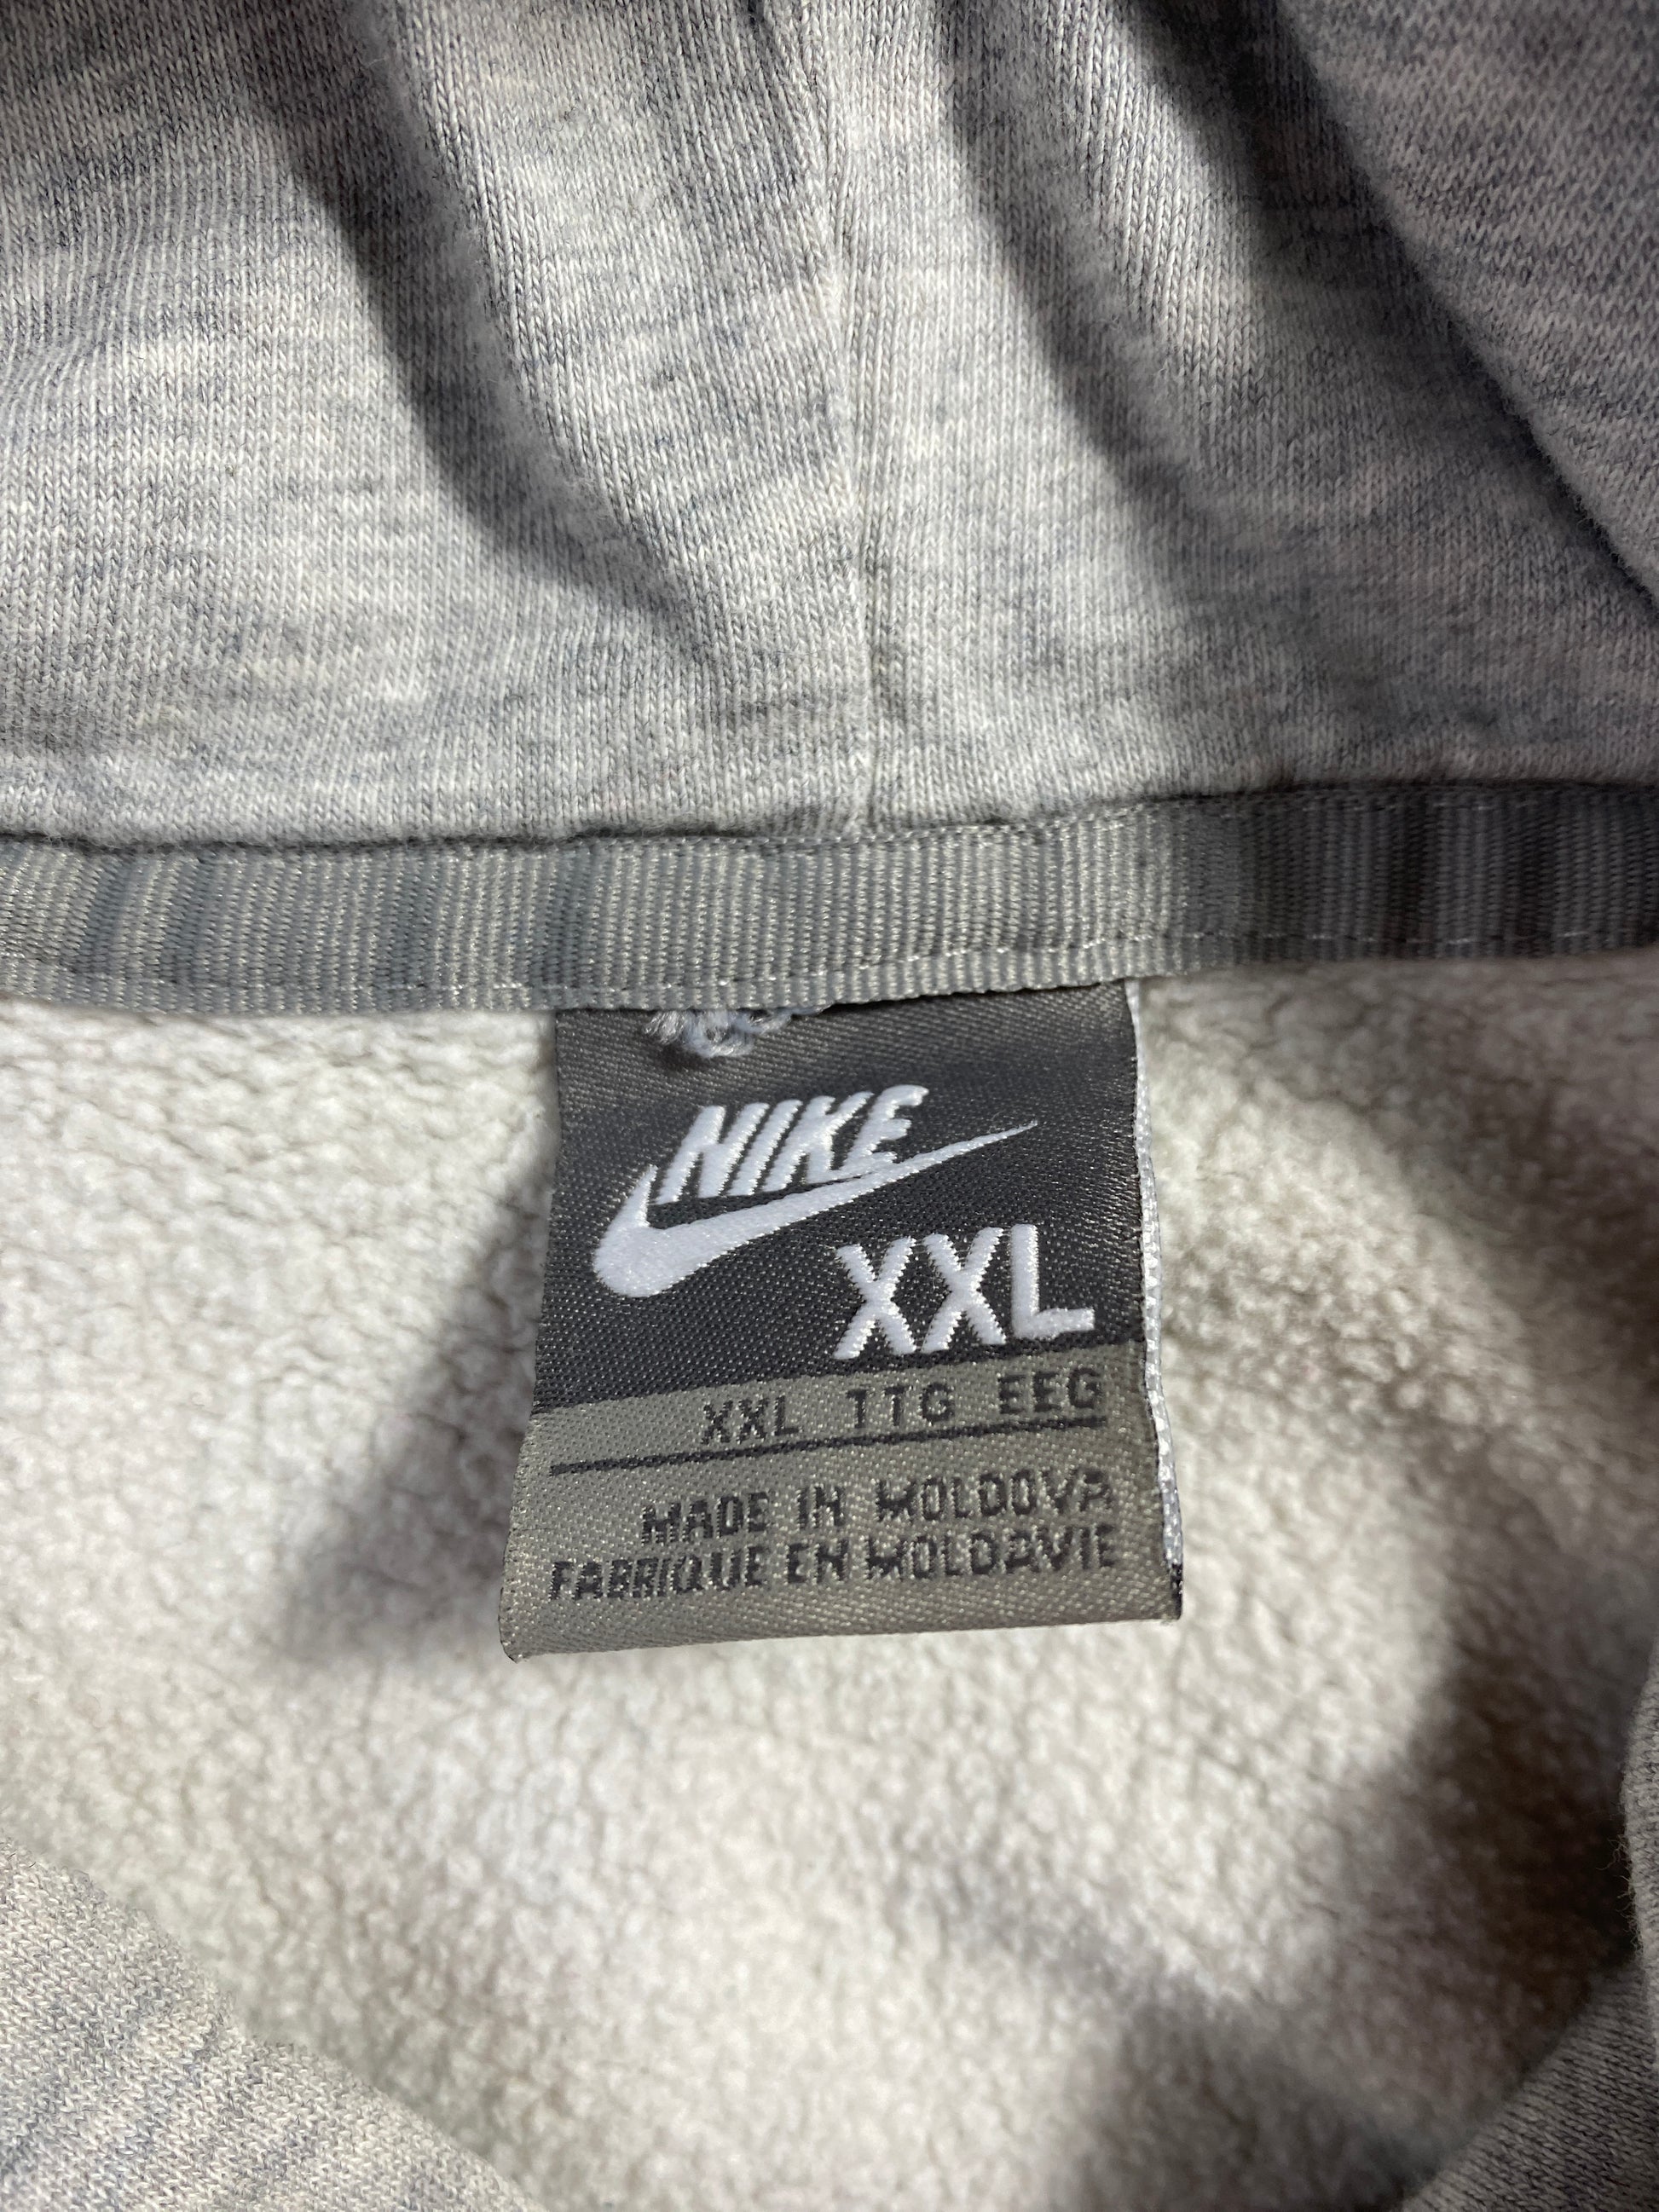 NIKE
XXL
XXL TTG EEG
MADE IN MOLDOVA
FABRIQUE EN MOLDAVIE